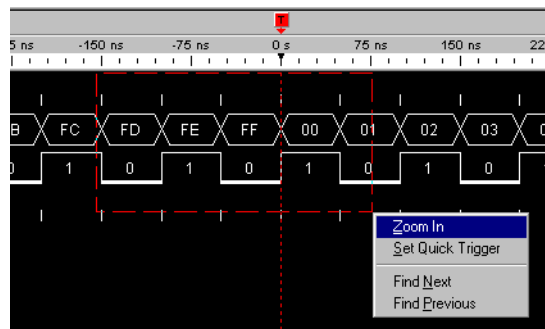 T
5 ns -150 ns -75 ns 0 s 75 ns 150 ns 22
B FC FD FE FF 00 01 02 03 0
0 1 0 1 0 1 0 1 0
Zoom In
Set Quick Trigger
Find Next
Find Previous